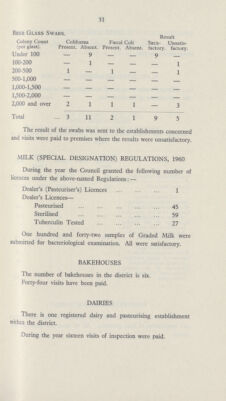 31
BEER GLASS SWABS.
Result
Colony Count Coliforms Faecal Coli Satis- Unsatis-
(per glass). Present. Absent. Present. Absent. factory. factory.
Under 100 — 9 — — 9 —
100-200 — 1 — — — 1
200-500 1 — 1 — — 1
500-1,000 — — — — — —
1,000-1,500 — — — — — —
1,500-2,000 — — — — — —
2,000 and over 2 1 1 1 — 3
Total ... 3 11 2 1 9 5
The result of the swabs was sent to the establishments concerned
and visits were paid to premises where the results were unsatisfactory.
MILK (SPECIAL DESIGNATION) REGULATIONS, 1960
During the year the Council granted the following number of
licences under the above-named Regulations:—
Dealer's (Pasteuriser's) Licences ... ... ... 1
Dealer's Licences—
Pasteurised ... ... ... ... ... 45
Sterilised ... ... ... ... ... 59
Tuberculin Tested ... ... ... ... 27
One hundred and forty-two samples of Graded Milk were
submitted for bacteriological examination. All were satisfactory.
BAKEHOUSES
The number of bakehouses in the district is six.
Forty-four visits have been paid.
DAIRIES
There is one registered dairy and pasteurising establishment
within the district.
During the year sixteen visits of inspection were paid.